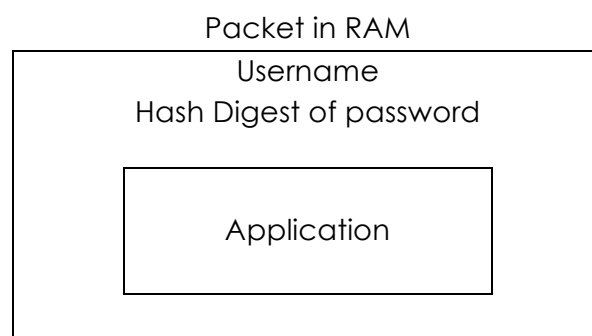 Packet in RAM
Username
Hash Digest of password
Application